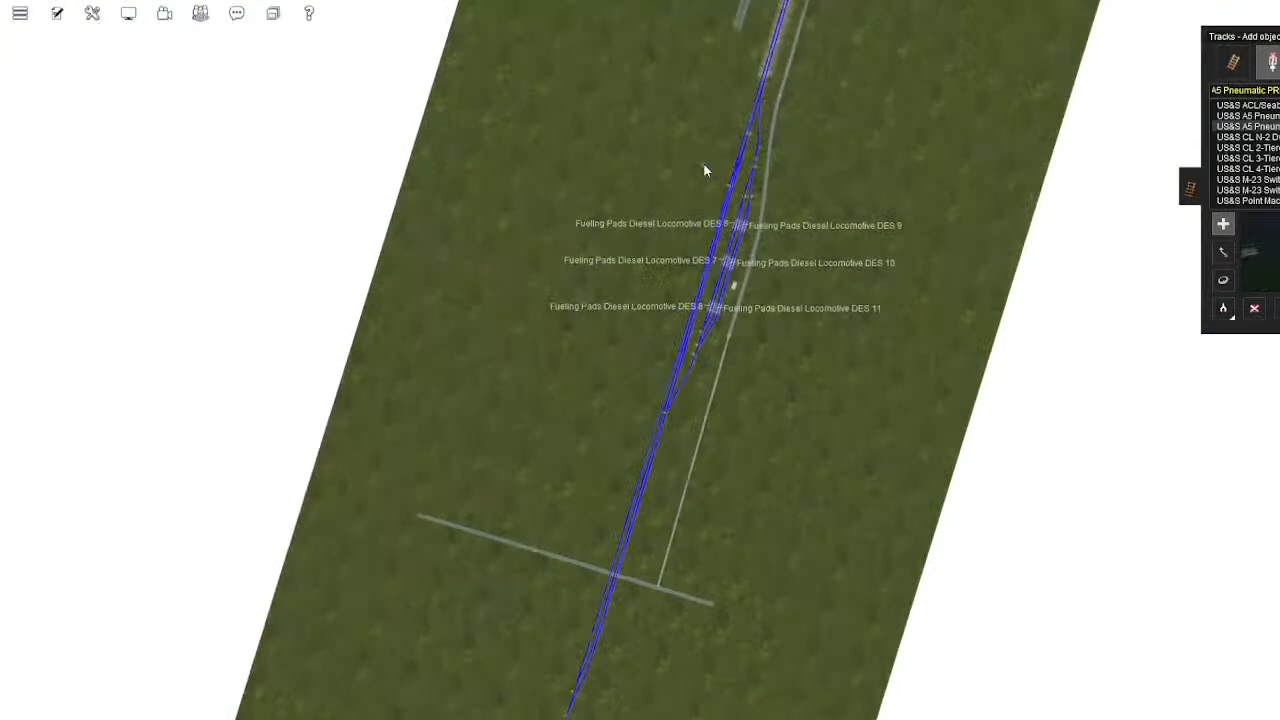 Tracks - Add objec
A5 Pneumatic PR
US&S ACL/Seab
US&S A5 Pneum
US&S A5 Pneum
US&S CL N-2 D
US&S CL 2-Tier
US&S CL 3-Tier
US&S CL 4-Tier
US&S M-23 Swit
US&S M-23 Swit
US&S Point Mac
Fueling Pads Diesel Locomotive DES 8 Fueling Pads Diesel Locomotive DES 9
Fueling Pads Diesel Locomotive DES 7 Fueling Pads Diesel Locomotive DES 10
Fueling Pads Diesel Locomotive DES 6 Fueling Pads Diesel Locomotive DES 11